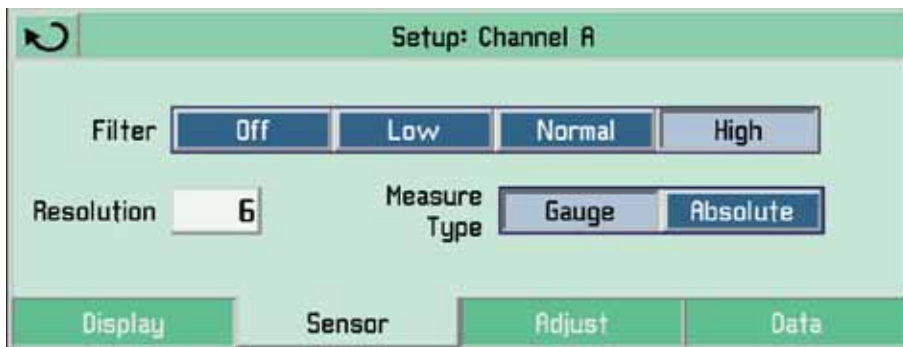 Setup: Channel A
Filter Off Low Normal High
Resolution 6 Measure Type Gauge Absolute
Display Sensor Adjust Data